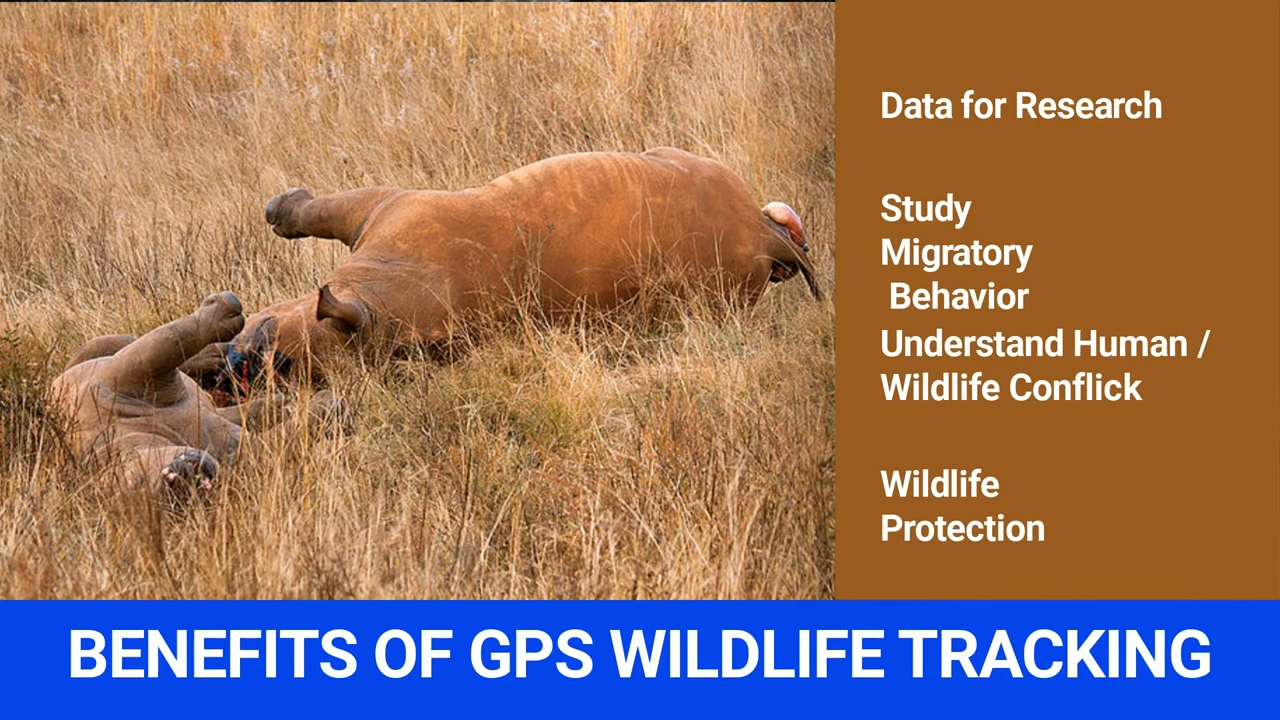 Data for Research
Study
Migratory
Behavior
Understand Human /
Wildlife Conflick
Wildlife
Protection
BENEFITS OF GPS WILDLIFE TRACKING